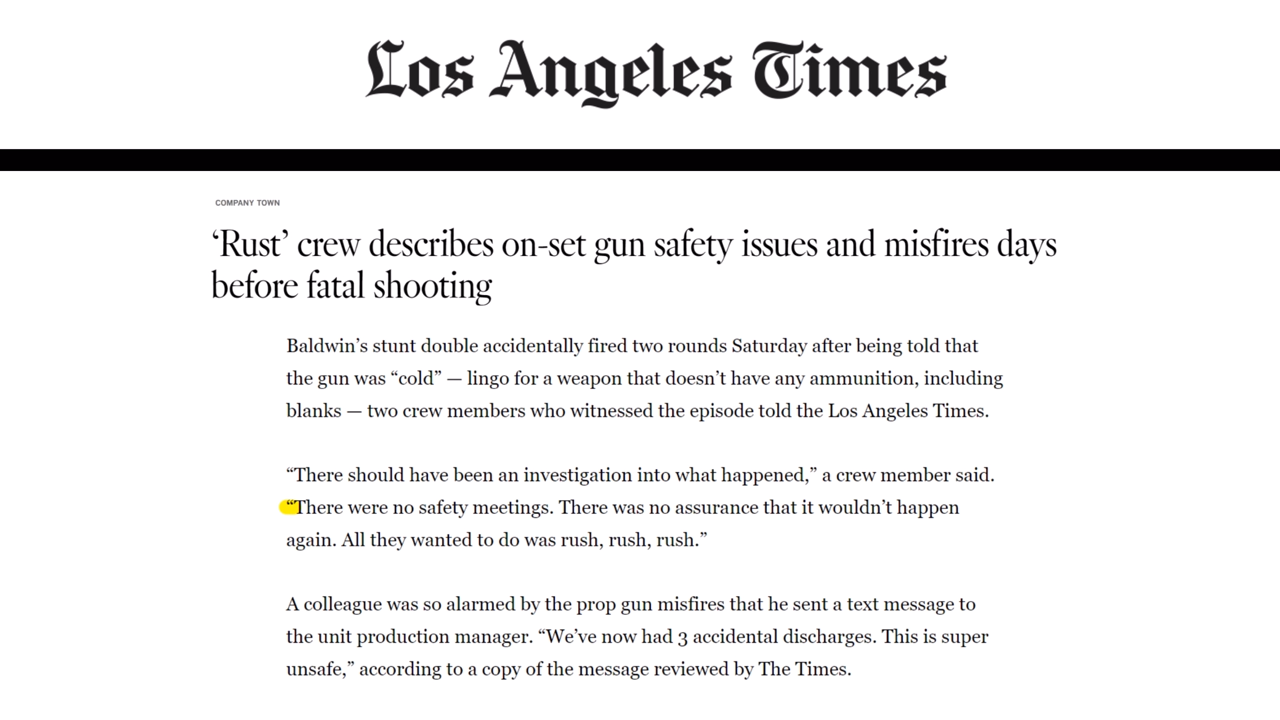 Los Angeles Times
COMPANY TOWN
‘Rust’ crew describes on-set gun safety issues and misfires days
before fatal shooting
Baldwin’s stunt double accidentally fired two rounds Saturday after being told that
the gun was “cold” — lingo for a weapon that doesn’t have any ammunition, including
blanks — two crew members who witnessed the episode told the Los Angeles Times.
“There should have been an investigation into what happened,” a crew member said.
“There were no safety meetings. There was no assurance that it wouldn’t happen
again. All they wanted to do was rush, rush, rush.”
A colleague was so alarmed by the prop gun misfires that he sent a text message to
the unit production manager. “We’ve now had 3 accidental discharges. This is super
unsafe,” according to a copy of the message reviewed by The Times.